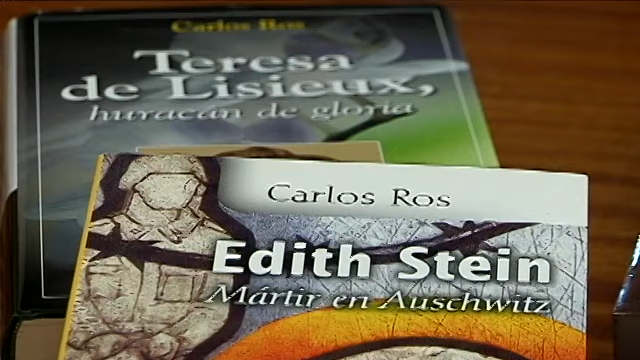 Carlos Ros
Teresa
de Lisieux,
huracán de gloria
Carlos Ros
Edith Stein
Mártir en Auschwitz